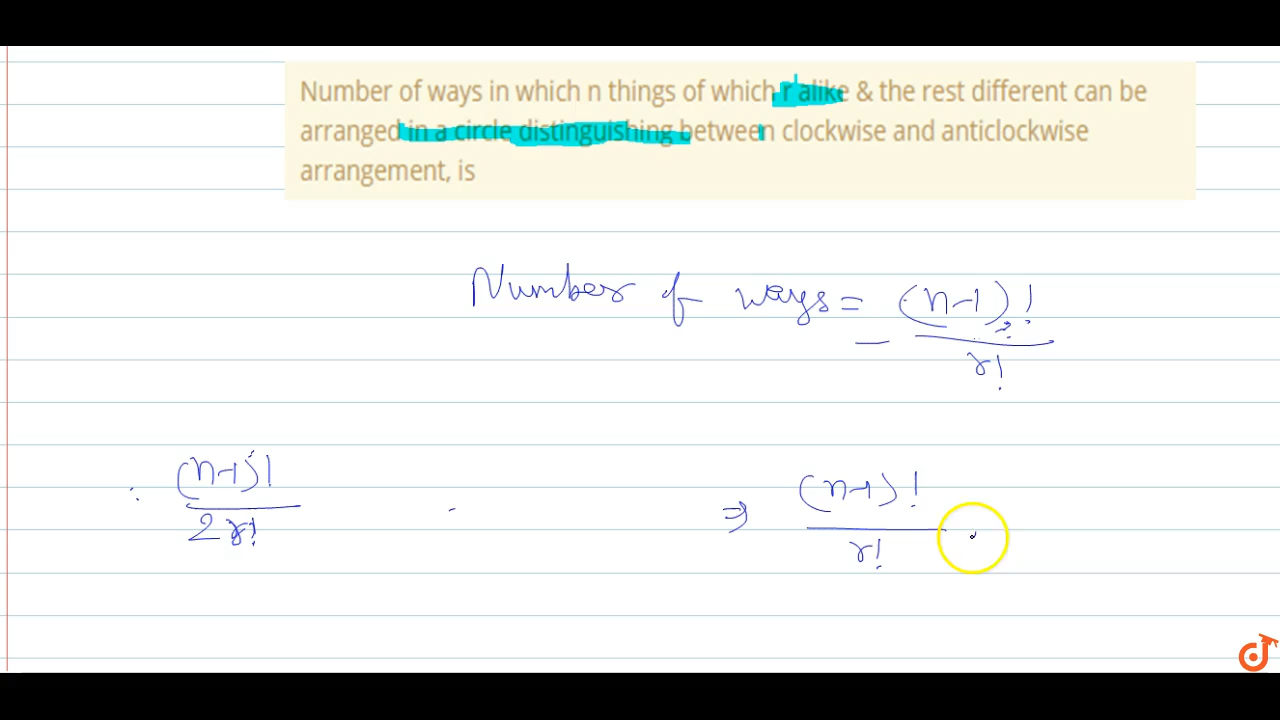 Number of ways in which n things of which r alike & the rest different can be
arranged in a circle distinguishing between clockwise and anticlockwise
arrangement, is
Number of ways = (n-1)!
r!
(n-1)!
2r!
⇒ (n-1)!
r!